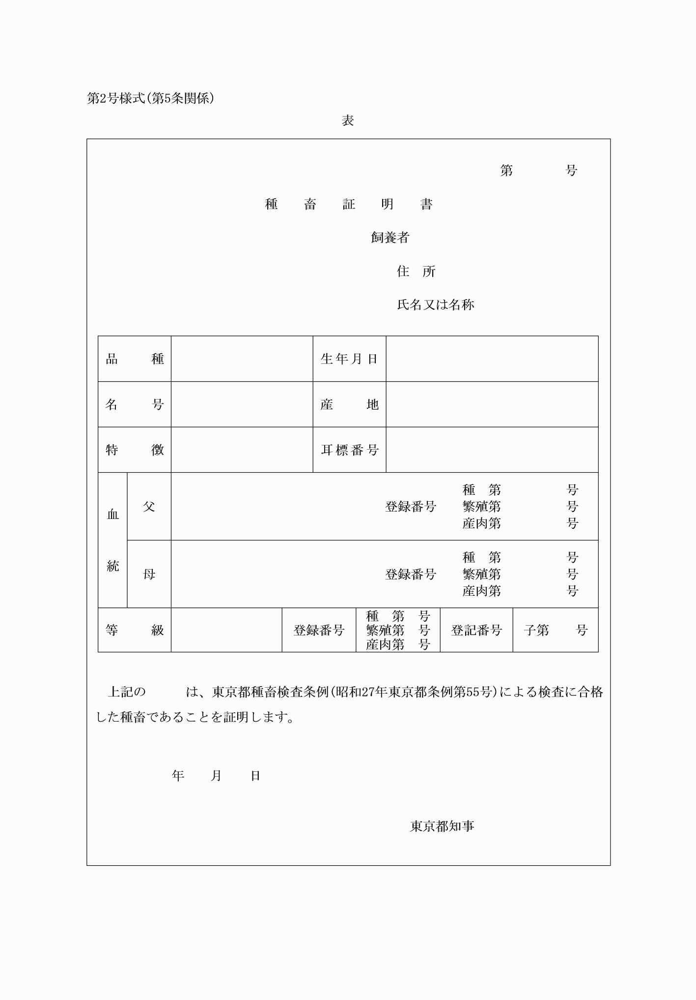 第2号様式(第5条関係)
表
第　　　　号
種　畜　証　明　書
飼養者
住　所
氏名又は名称
品　　種　　生年月日
名　　号　　産　　地
特　　徴　　耳標番号
血統
父　登録番号
種　第　　　　　号
繁殖第　　　　　号
産肉第　　　　　号
母　登録番号
種　第　　　　　号
繁殖第　　　　　号
産肉第　　　　　号
等　　級　　登録番号
種　第　号
繁殖第　号
産肉第　号
登記番号　子第　　号
上記の　　　は、東京都種畜検査条例(昭和27年東京都条例第55号)による検査に合格
した種畜であることを証明します。
年　　月　　日
東京都知事